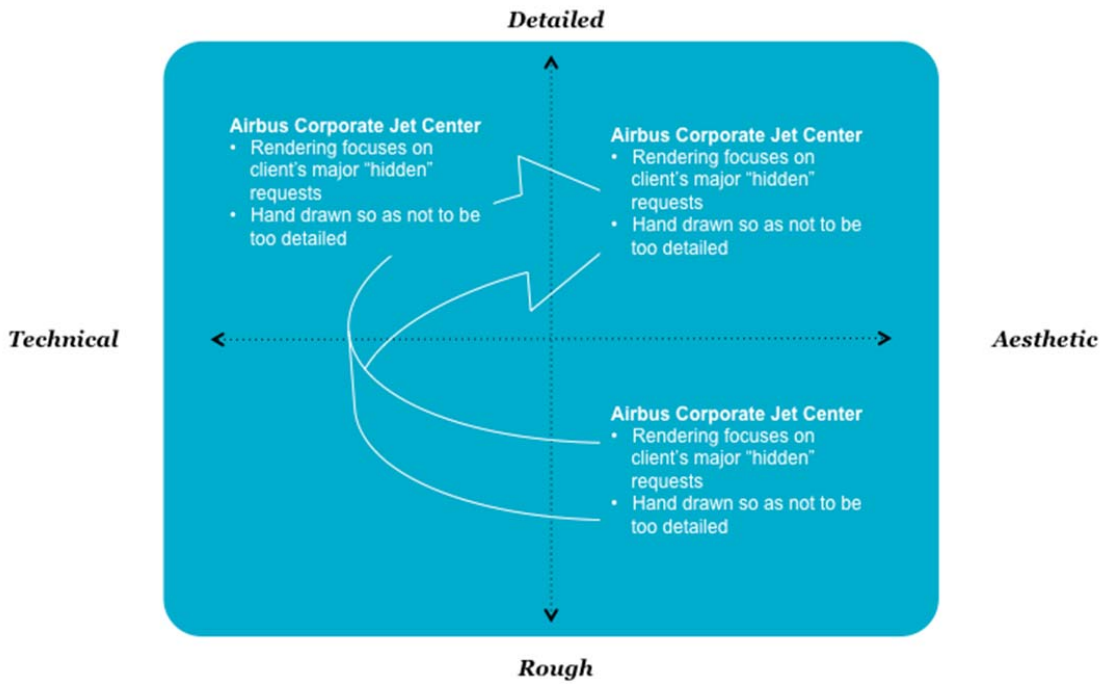 Detailed
Airbus Corporate Jet Center
• Rendering focuses on
client's major “hidden”
requests
• Hand drawn so as not to be
too detailed
Airbus Corporate Jet Center
• Rendering focuses on
client's major “hidden”
requests
• Hand drawn so as not to be
too detailed
Technical
Aesthetic
Airbus Corporate Jet Center
• Rendering focuses on
client's major “hidden”
requests
• Hand drawn so as not to be
too detailed
Rough